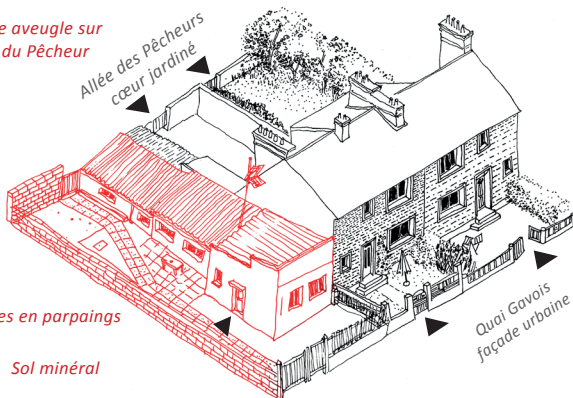 e aveugle sur
du Pêcheur
Allée des Pêcheurs
cœur jardiné
es en parpaings
Sol minéral
Quai Gavois
façade urbaine